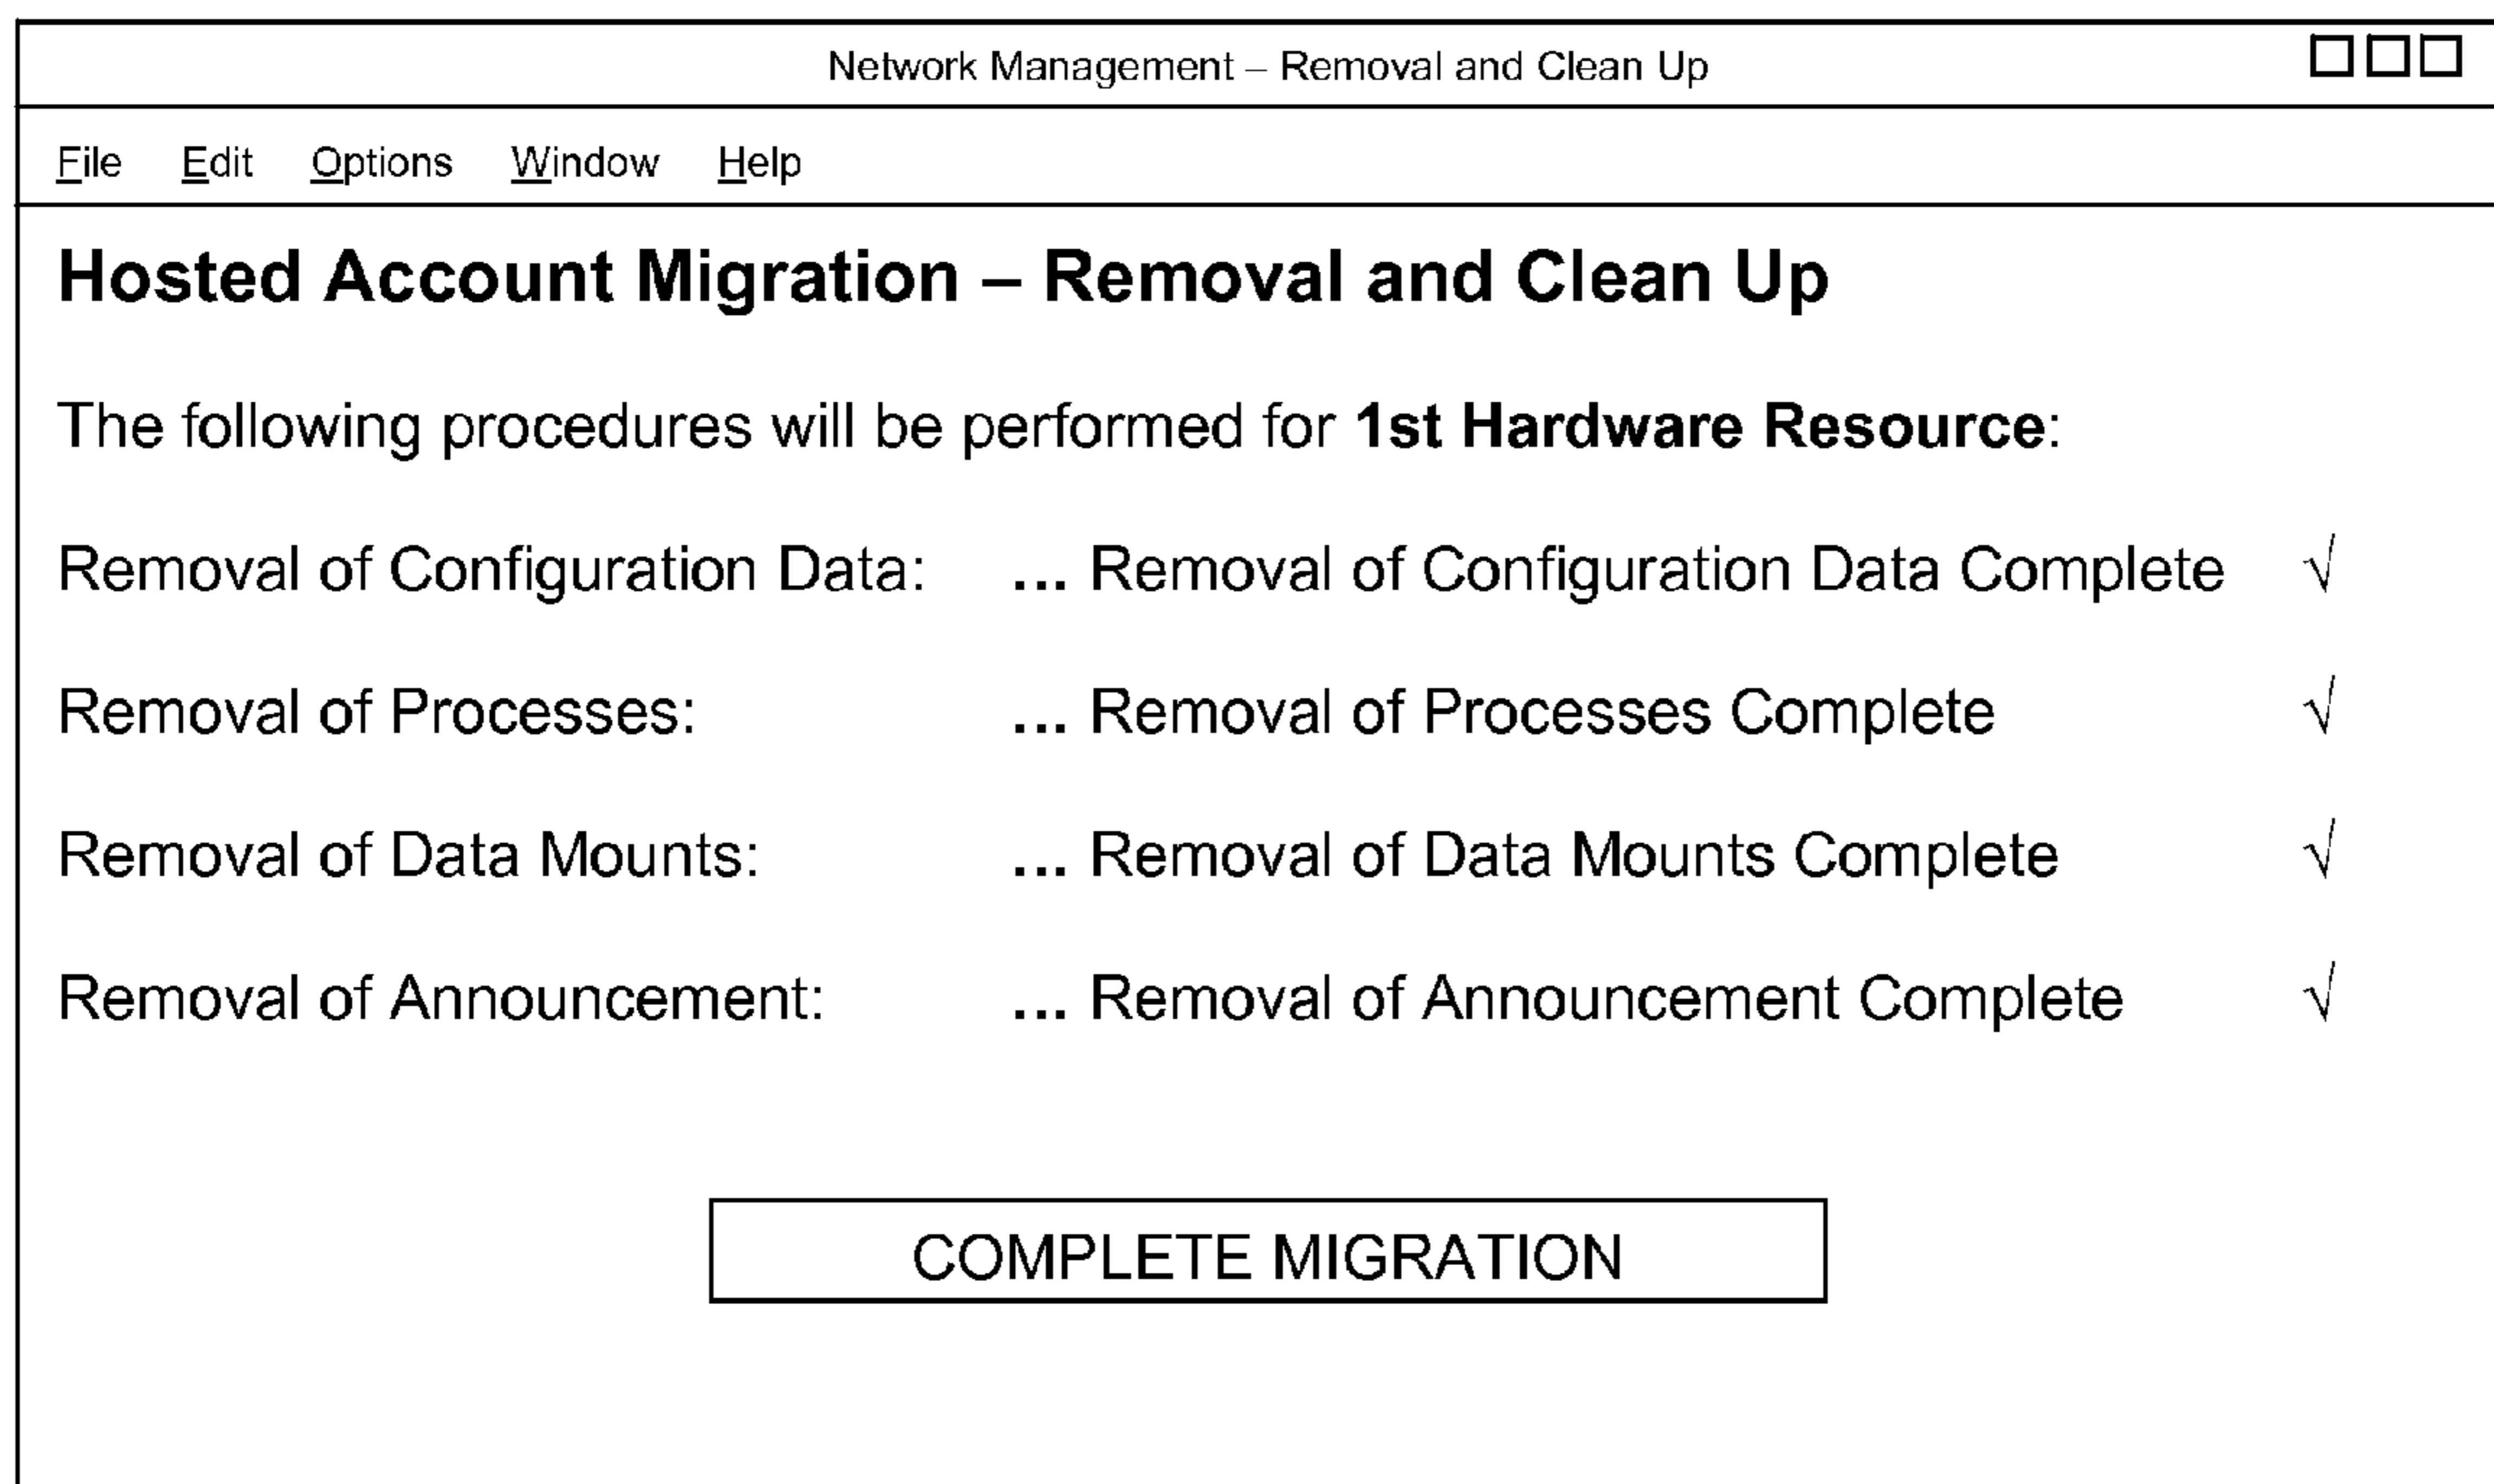 Network Management – Removal and Clean Up
File Edit Options Window Help
Hosted Account Migration – Removal and Clean Up
The following procedures will be performed for 1st Hardware Resource:
Removal of Configuration Data: ... Removal of Configuration Data Complete √
Removal of Processes: ... Removal of Processes Complete √
Removal of Data Mounts: ... Removal of Data Mounts Complete √
Removal of Announcement: ... Removal of Announcement Complete √
COMPLETE MIGRATION